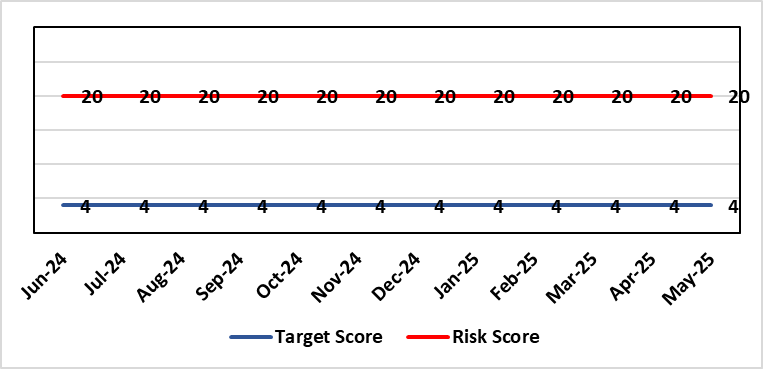 20 20 20 20 20 20 20 20 20 20 20 20
4 4 4 4 4 4 4 4 4 4 4 4
Jun-24 Jul-24 Aug-24 Sep-24 Oct-24 Nov-24 Dec-24 Jan-25 Feb-25 Mar-25 Apr-25 May-25
Target Score Risk Score